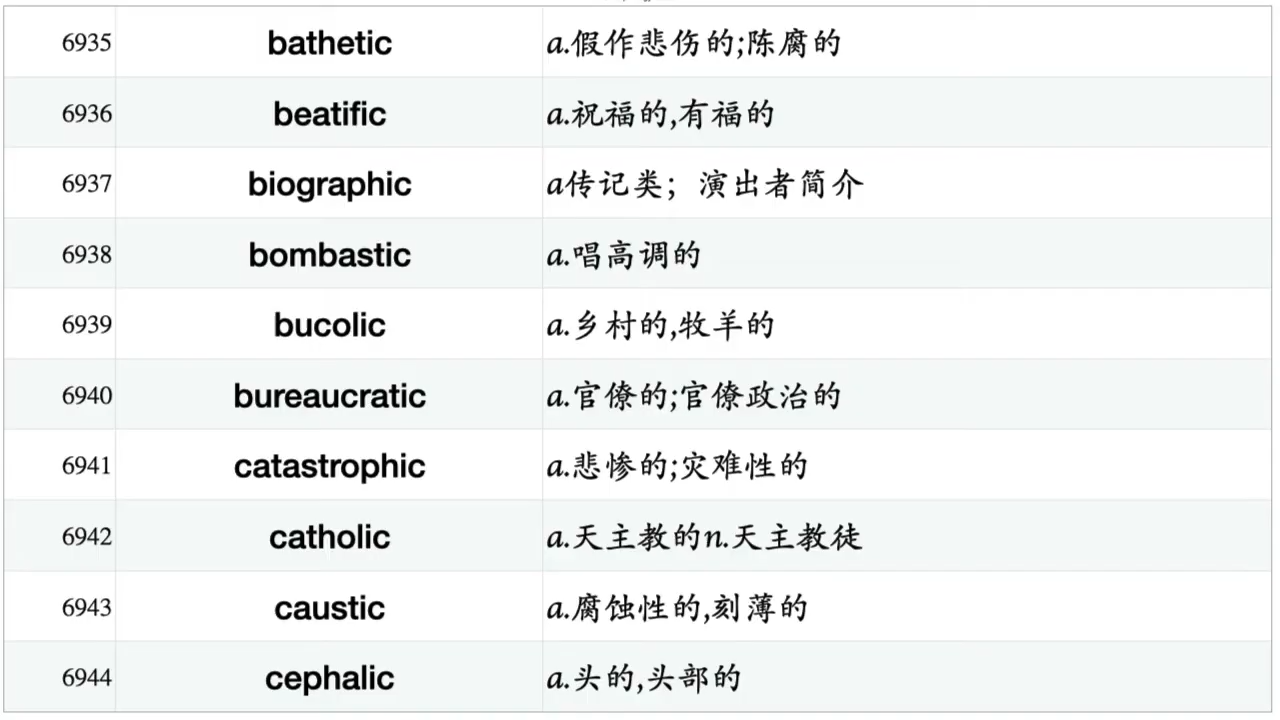 6935 bathetic a.假作悲伤的;陈腐的
6936 beatific a.祝福的,有福的
6937 biographic a传记类；演出者简介
6938 bombastic a.唱高调的
6939 bucolic a.乡村的,牧羊的
6940 bureaucratic a.官僚的;官僚政治的
6941 catastrophic a.悲惨的;灾难性的
6942 catholic a.天主教的n.天主教徒
6943 caustic a.腐蚀性的,刻薄的
6944 cephalic a.头的,头部的